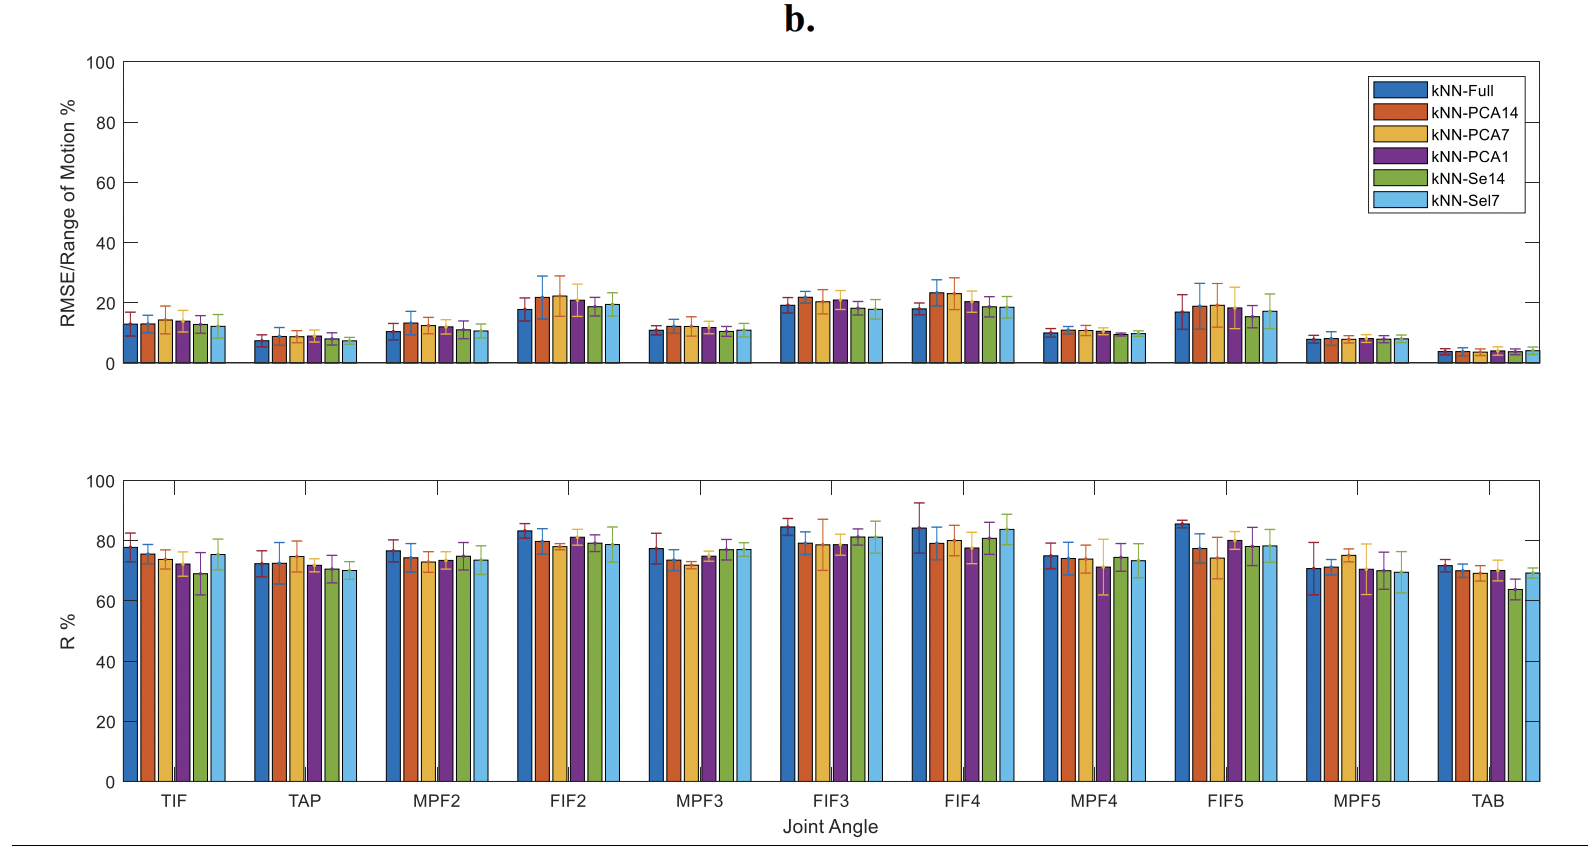 b.
RMSE/Range of Motion %
100
80
60
40
20
0
kNN-Full
kNN-PCA14
kNN-PCA7
kNN-PCA1
kNN-Se14
kNN-Sel7
R %
100
80
60
40
20
0
TIF TAP MPF2 FIF2 MPF3 FIF3 FIF4 MPF4 FIF5 MPF5 TAB
Joint Angle